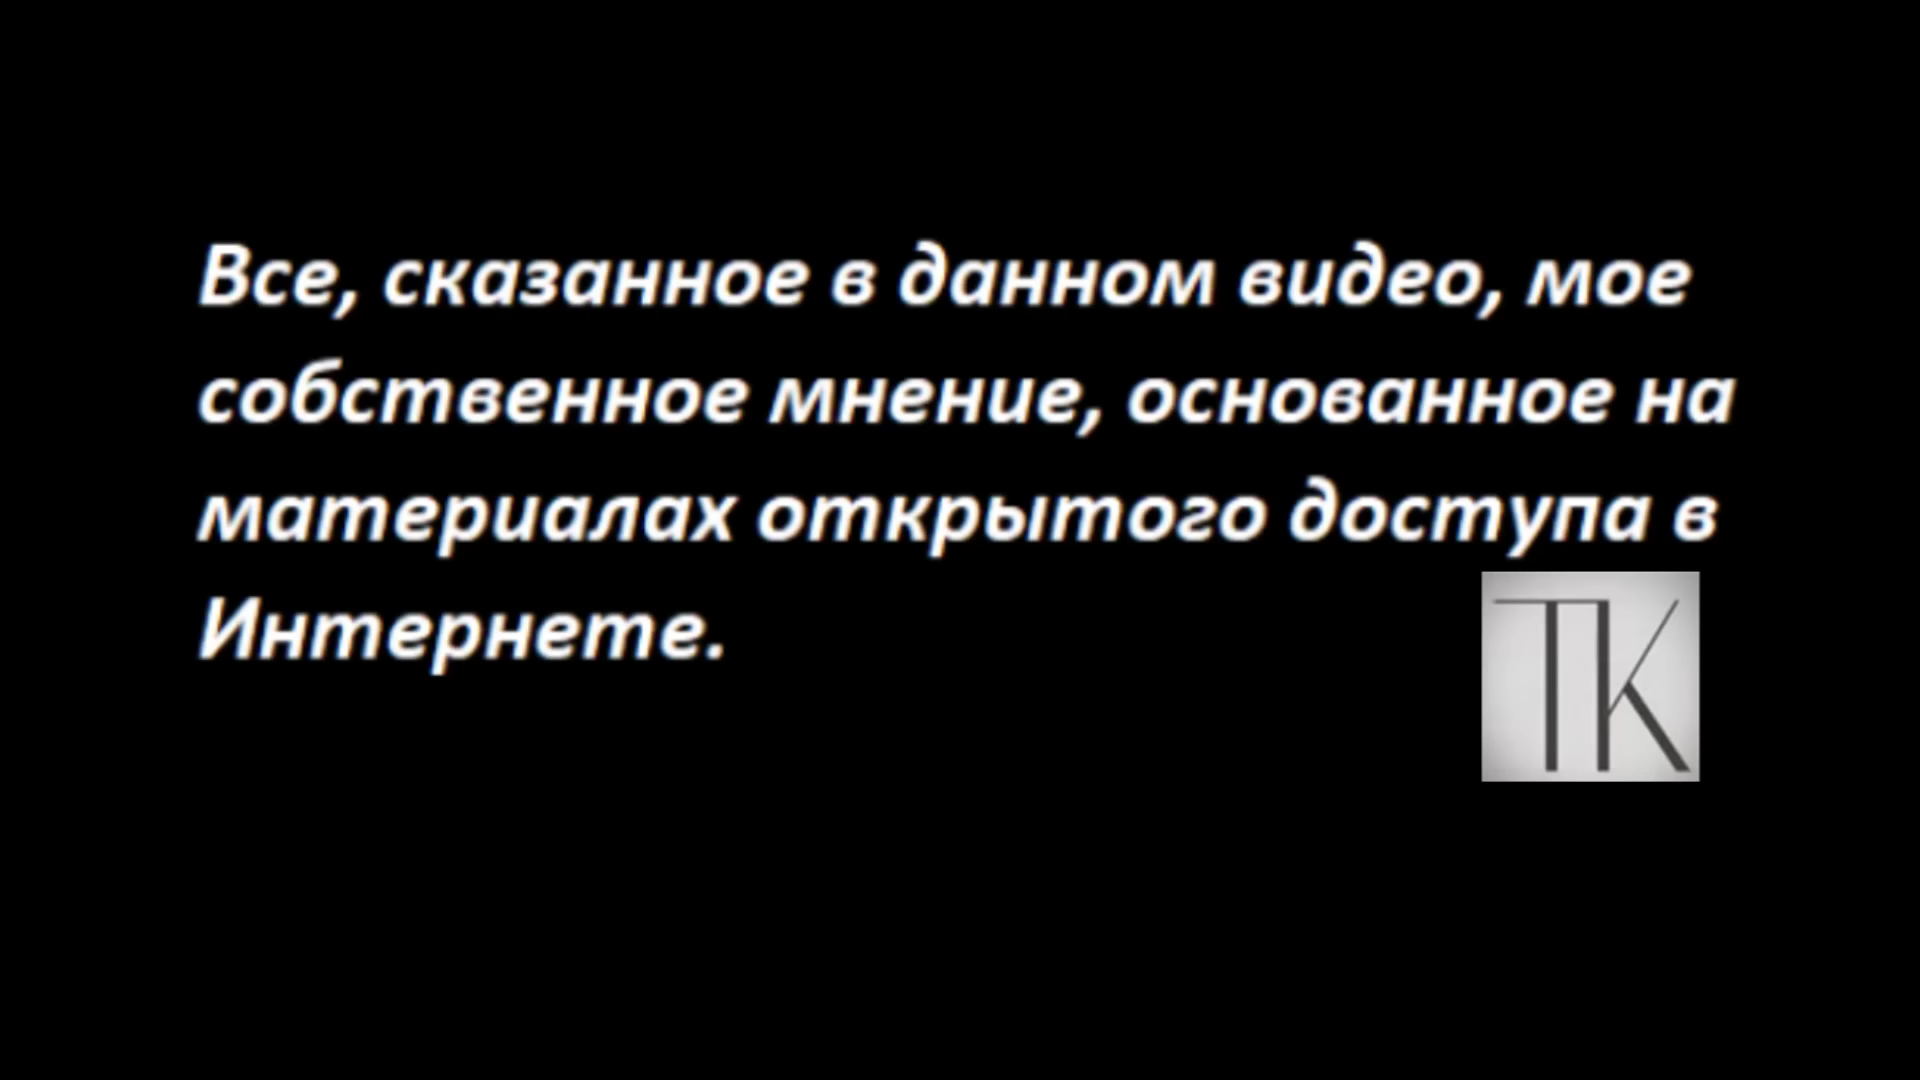 Все, сказанное в данном видео, мое
собственное мнение, основанное на
материалах открытого доступа в
Интернете.
TK